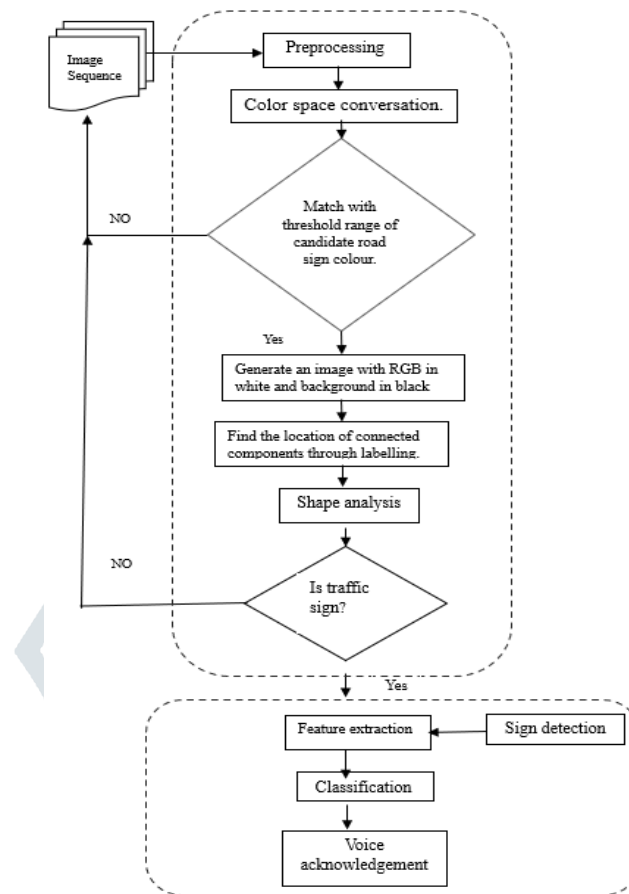 Image
Sequence
Preprocessing
Color space conversation.
Match with
threshold range of
candidate road
sign colour.
NO
Yes
Generate an image with RGB in
white and background in black
Find the location of connected
components through labelling.
Shape analysis
Is traffic
sign?
NO
Yes
Feature extraction
Sign detection
Classification
Voice
acknowledgement